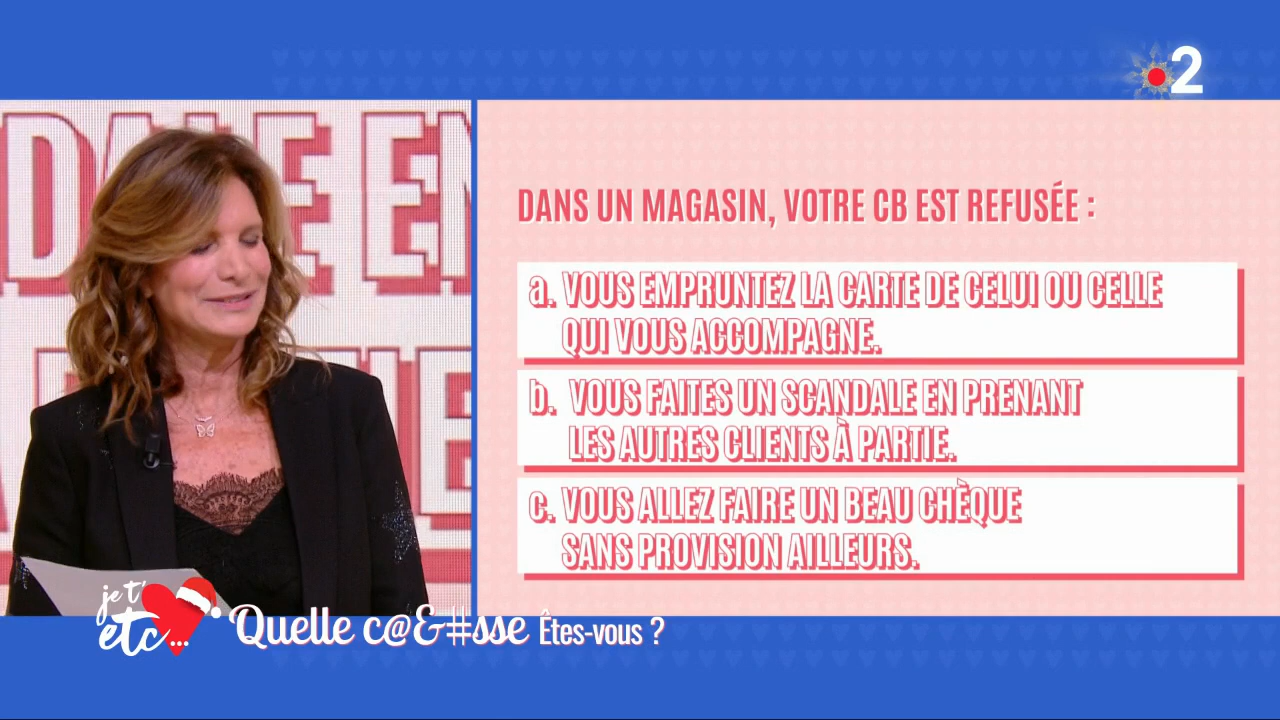 2
DANS UN MAGASIN, VOTRE CB EST REFUSÉE :
a. VOUS EMPRUNTEZ LA CARTE DE CELUI OU CELLE
QUI VOUS ACCOMPAGNE.
b. VOUS FAITES UN SCANDALE EN PRENANT
LES AUTRES CLIENTS À PARTIE.
c. VOUS ALLEZ FAIRE UN BEAU CHÈQUE
SANS PROVISION AILLEURS.
je t'
etc...
Quelle c@&#sse Êtes-vous ?